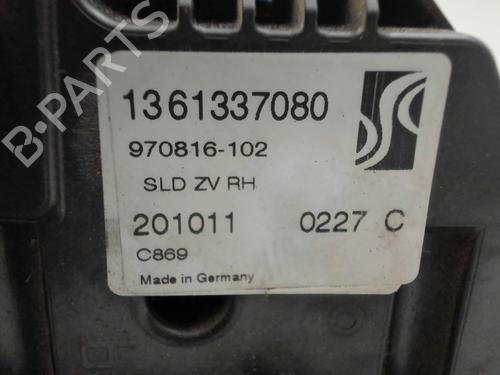 B-PARTS
1361337080
970816-102
SLD ZV RH
201011 0227 C
C869
Made in Germany